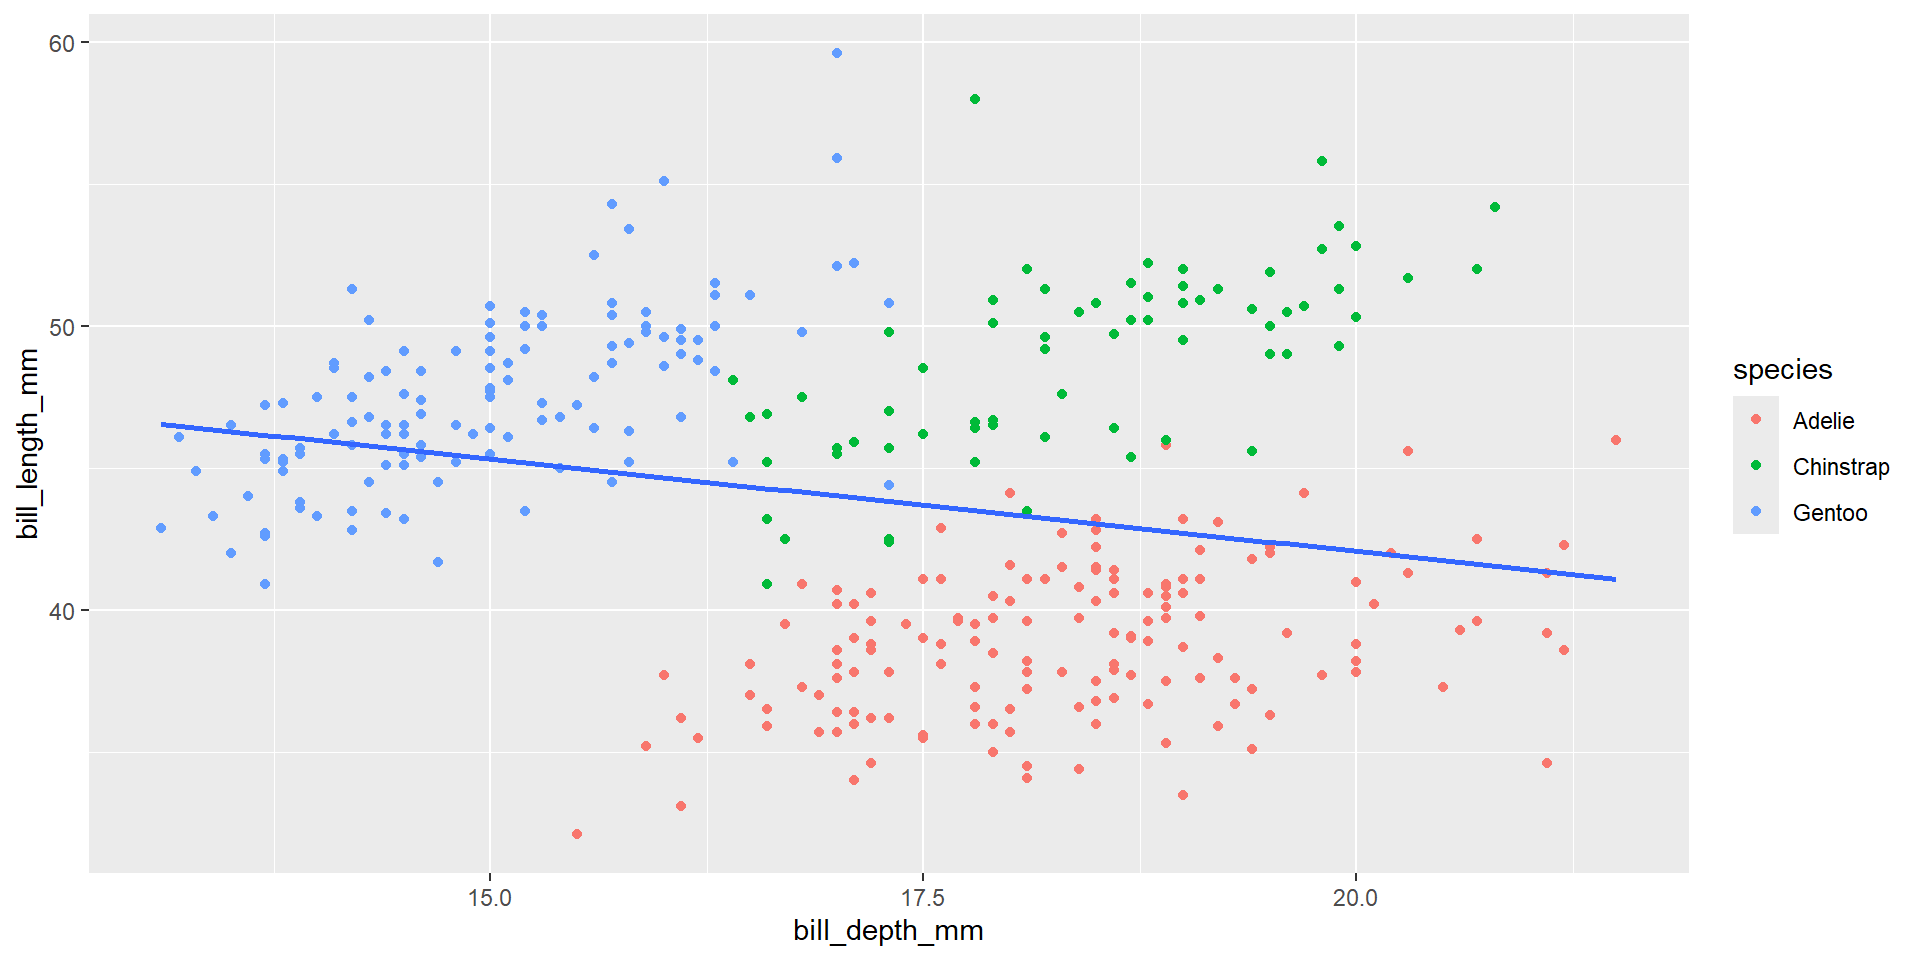 60
50
40
bill_length_mm
15.0
17.5
20.0
bill_depth_mm
species
Adelie
Chinstrap
Gentoo